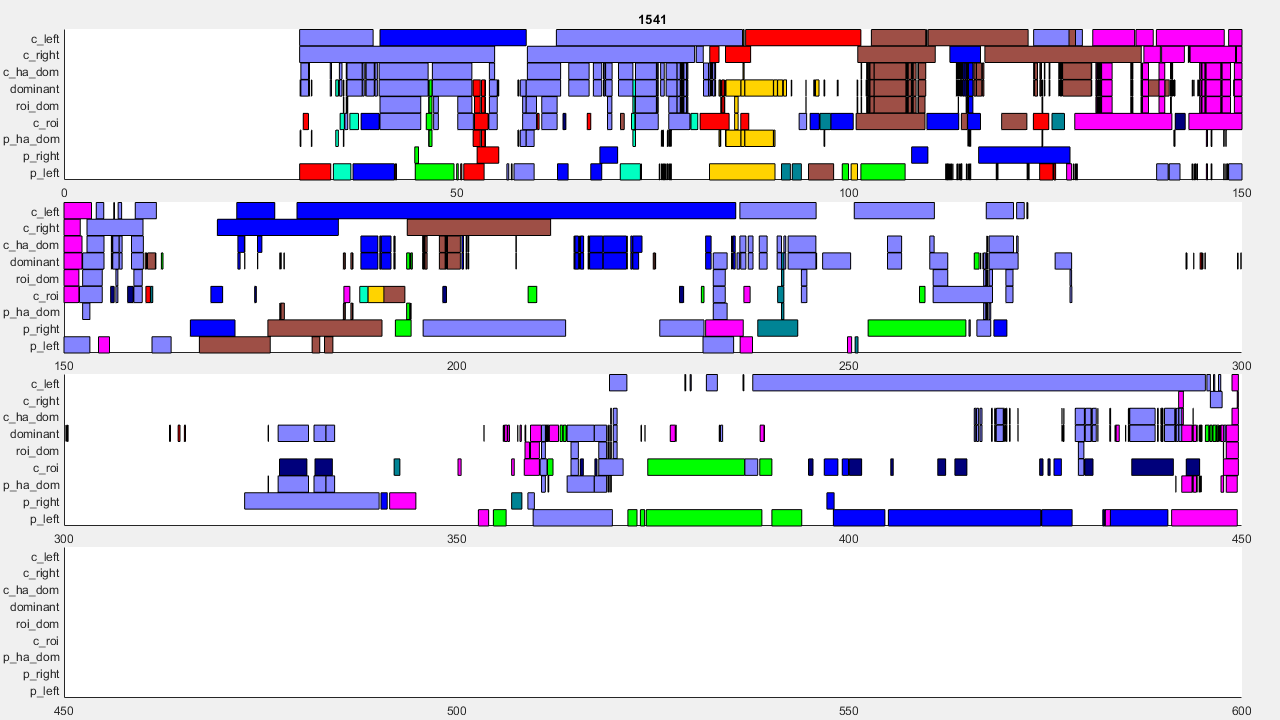 1541
c_left
c_right
c_ha_dom
dominant
roi_dom
c_roi
p_ha_dom
p_right
p_left
0 50 100 150
c_left
c_right
c_ha_dom
dominant
roi_dom
c_roi
p_ha_dom
p_right
p_left
150 200 250 300
c_left
c_right
c_ha_dom
dominant
roi_dom
c_roi
p_ha_dom
p_right
p_left
300 350 400 450
c_left
c_right
c_ha_dom
dominant
roi_dom
c_roi
p_ha_dom
p_right
p_left
450 500 550 600